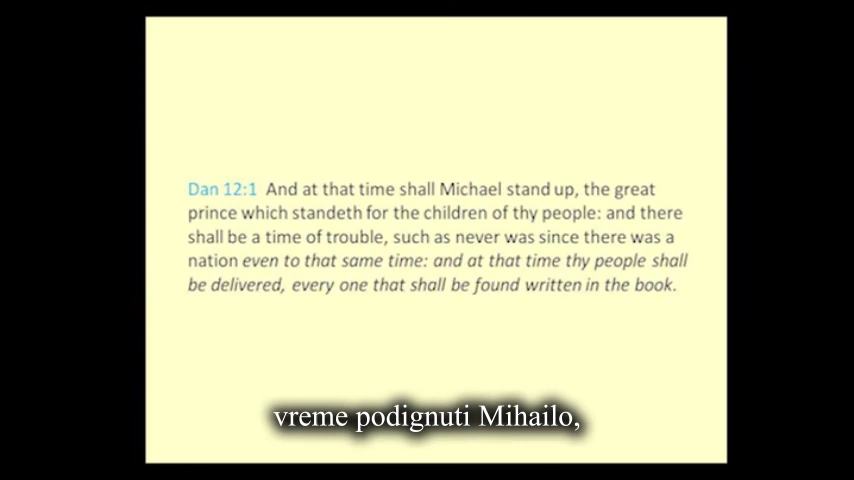 Dan 12:1 And at that time shall Michael stand up, the great
prince which standeth for the children of thy people: and there
shall be a time of trouble, such as never was since there was a
nation even to that same time: and at that time thy people shall
be delivered, every one that shall be found written in the book.
vreme podignuti Mihailo,